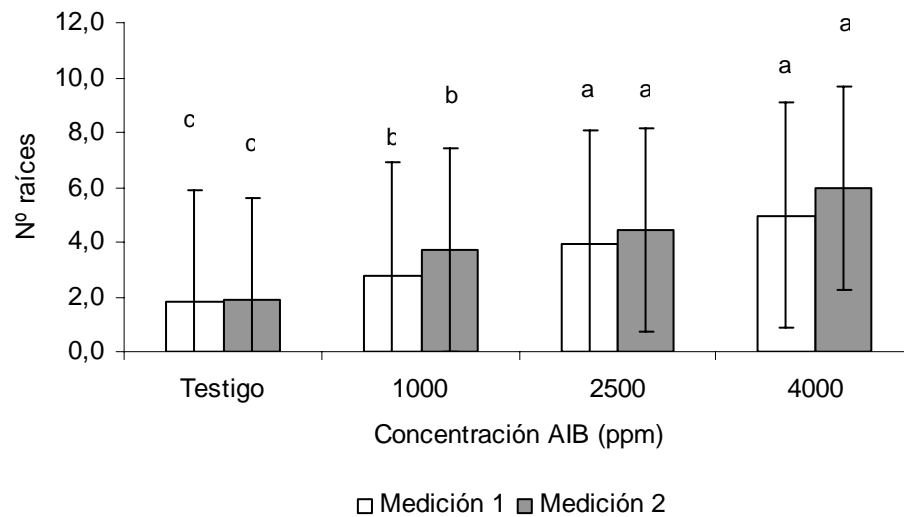 12,0
10,0
8,0
6,0
4,0
2,0
0,0
Nº raíces
c c b b a a a a
Testigo 1000 2500 4000
Concentración AIB (ppm)
Medición 1 Medición 2